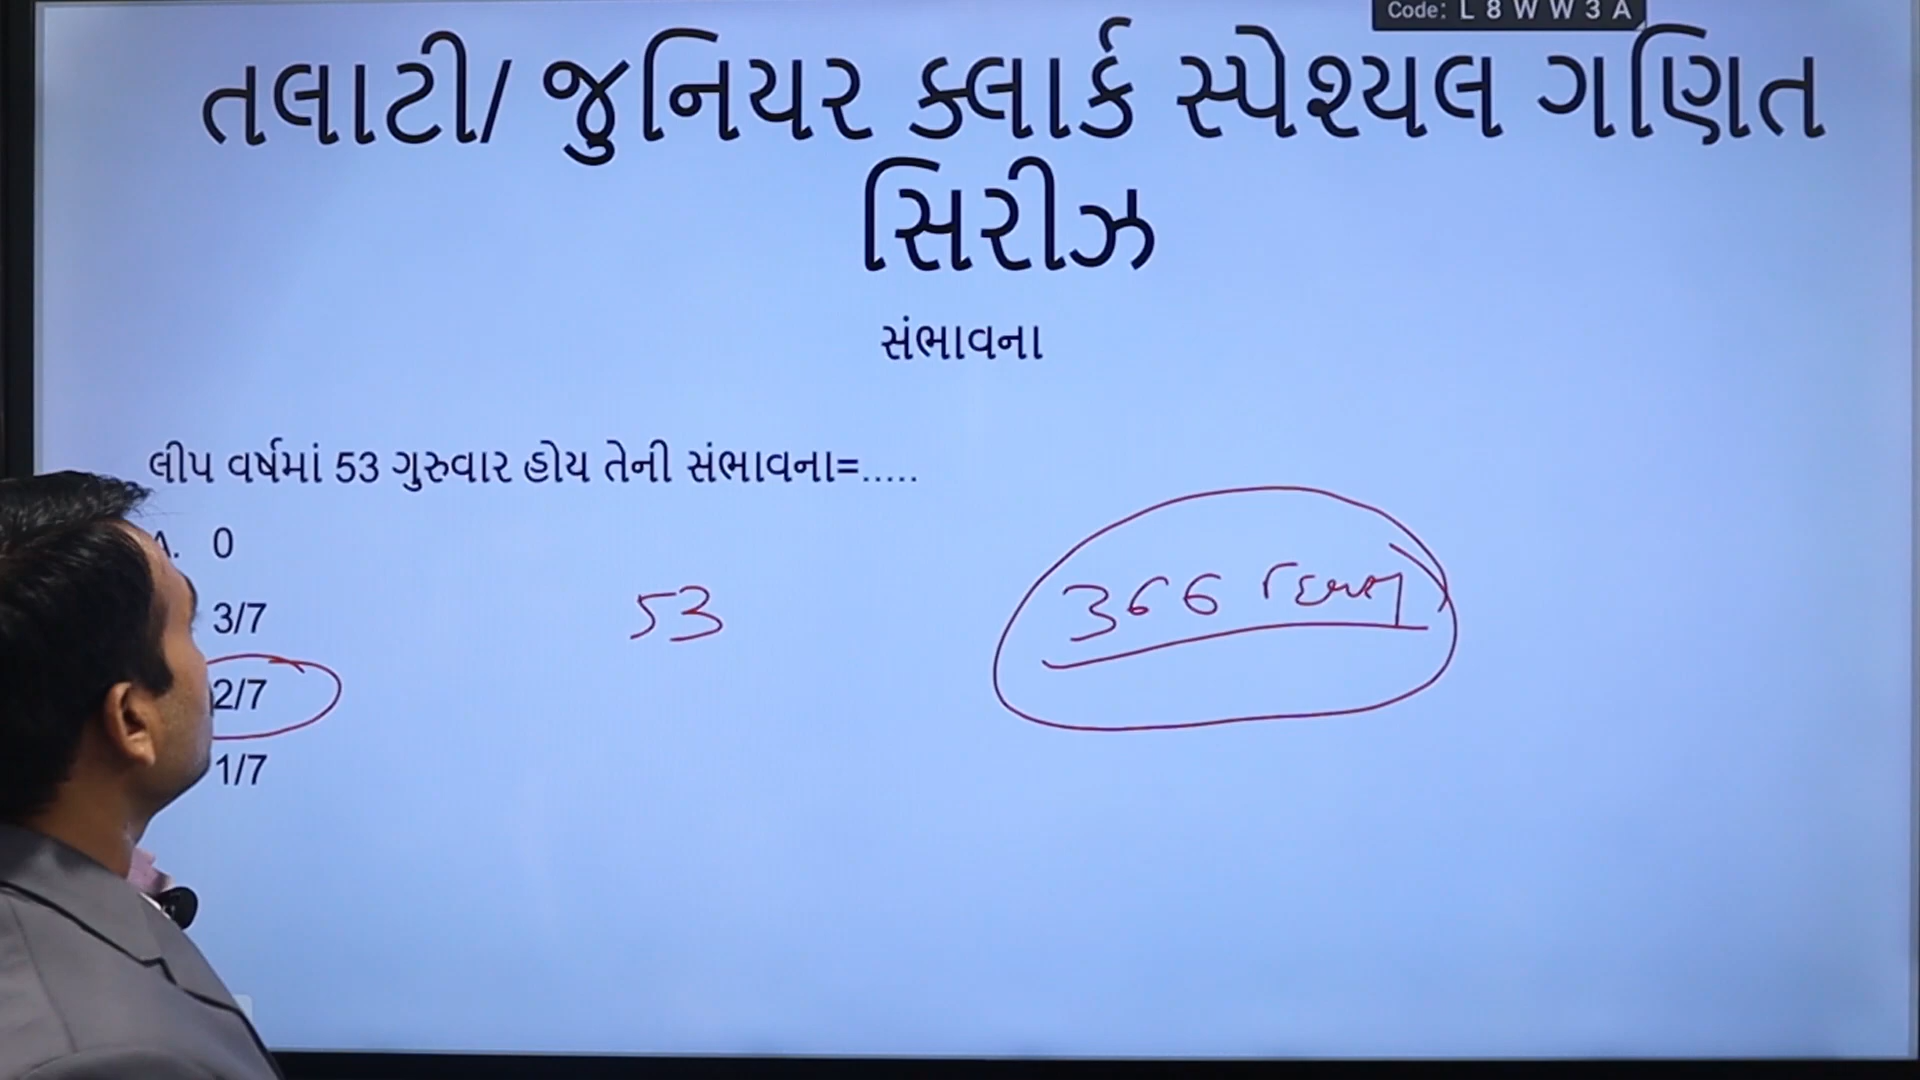 Code: L 8 W W 3 A
તલાટી/ જુનિયર ક્લાર્ક સ્પેશ્યલ ગણિત
સિરીઝ
સંભાવના
લીપ વર્ષમાં 53 ગુરુવાર હોય તેની સંભાવના=.....
A. 0
3/7
2/7
1/7
53
366 દિવસ